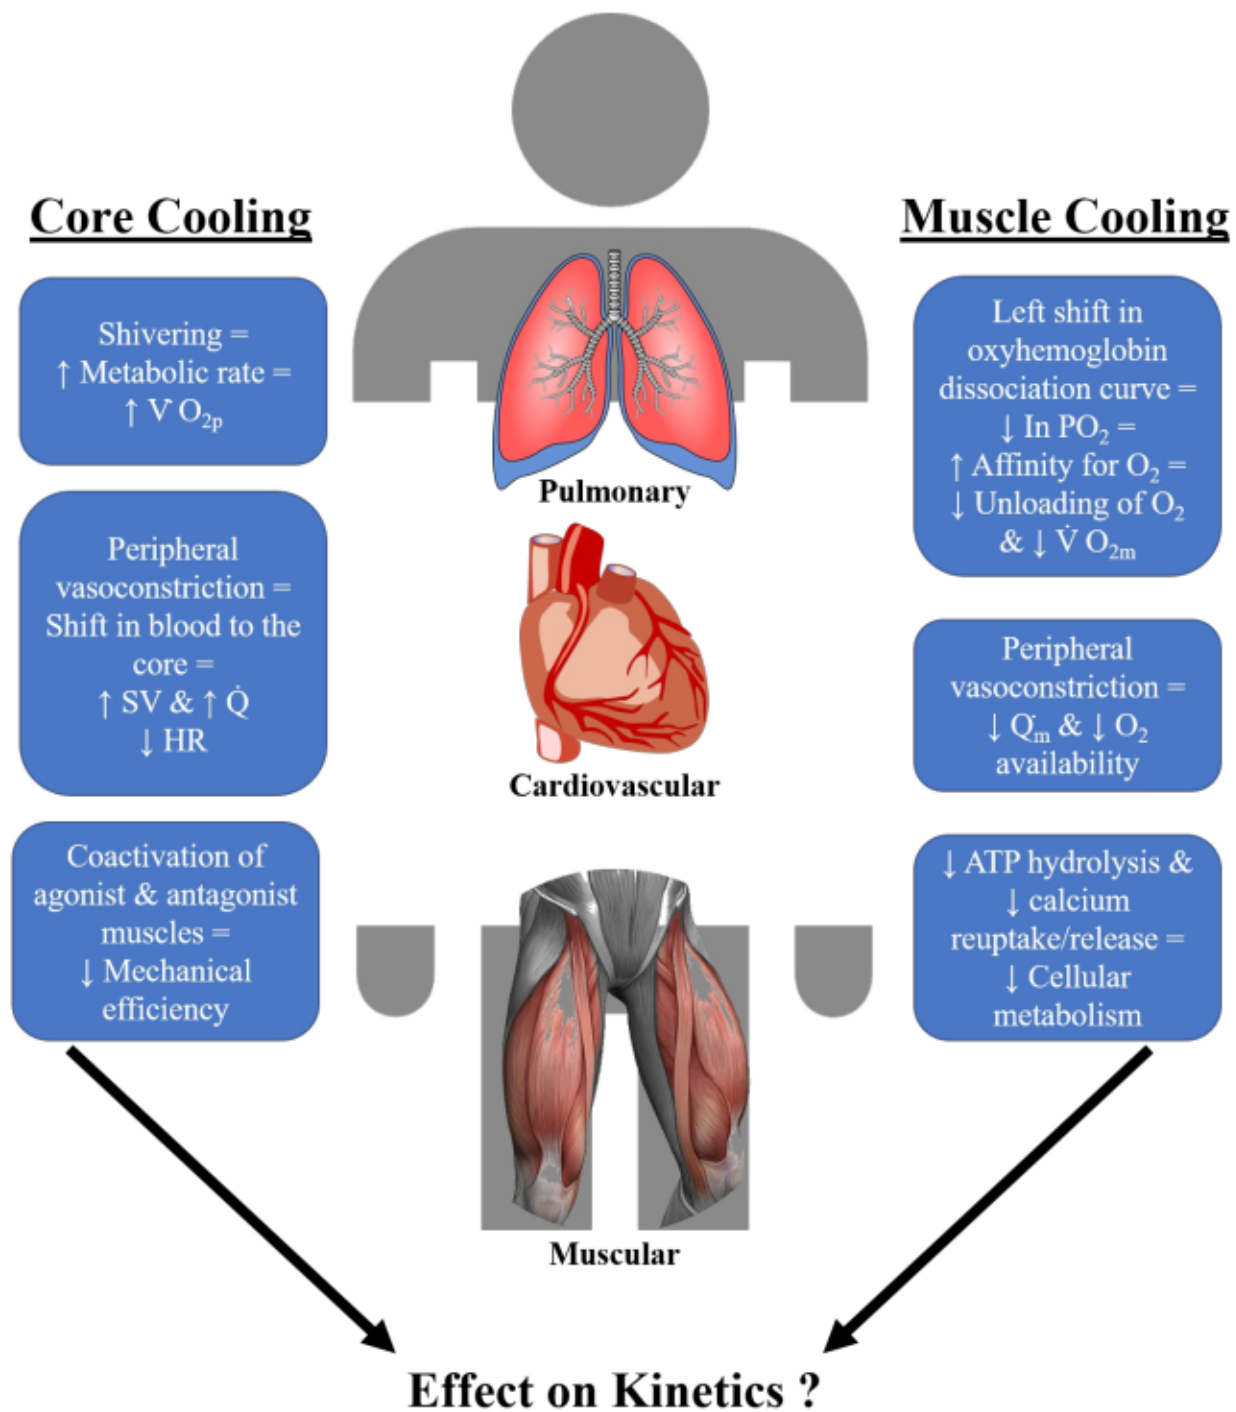 Core Cooling
Shivering =
↑ Metabolic rate =
↑ V̇ O₂ₚ
Peripheral
vasoconstriction =
Shift in blood to the
core =
↑ SV & ↑ Q̇
↓ HR
Coactivation of
agonist & antagonist
muscles =
↓ Mechanical
efficiency
Pulmonary
Cardiovascular
Muscular
Muscle Cooling
Left shift in
oxyhemoglobin
dissociation curve =
↓ In PO₂ =
↑ Affinity for O₂ =
↓ Unloading of O₂
& ↓ V̇ O₂ₘ
Peripheral
vasoconstriction =
↓ Q̇ₘ & ↓ O₂
availability
↓ ATP hydrolysis &
↓ calcium
reuptake/release =
↓ Cellular
metabolism
Effect on Kinetics ?